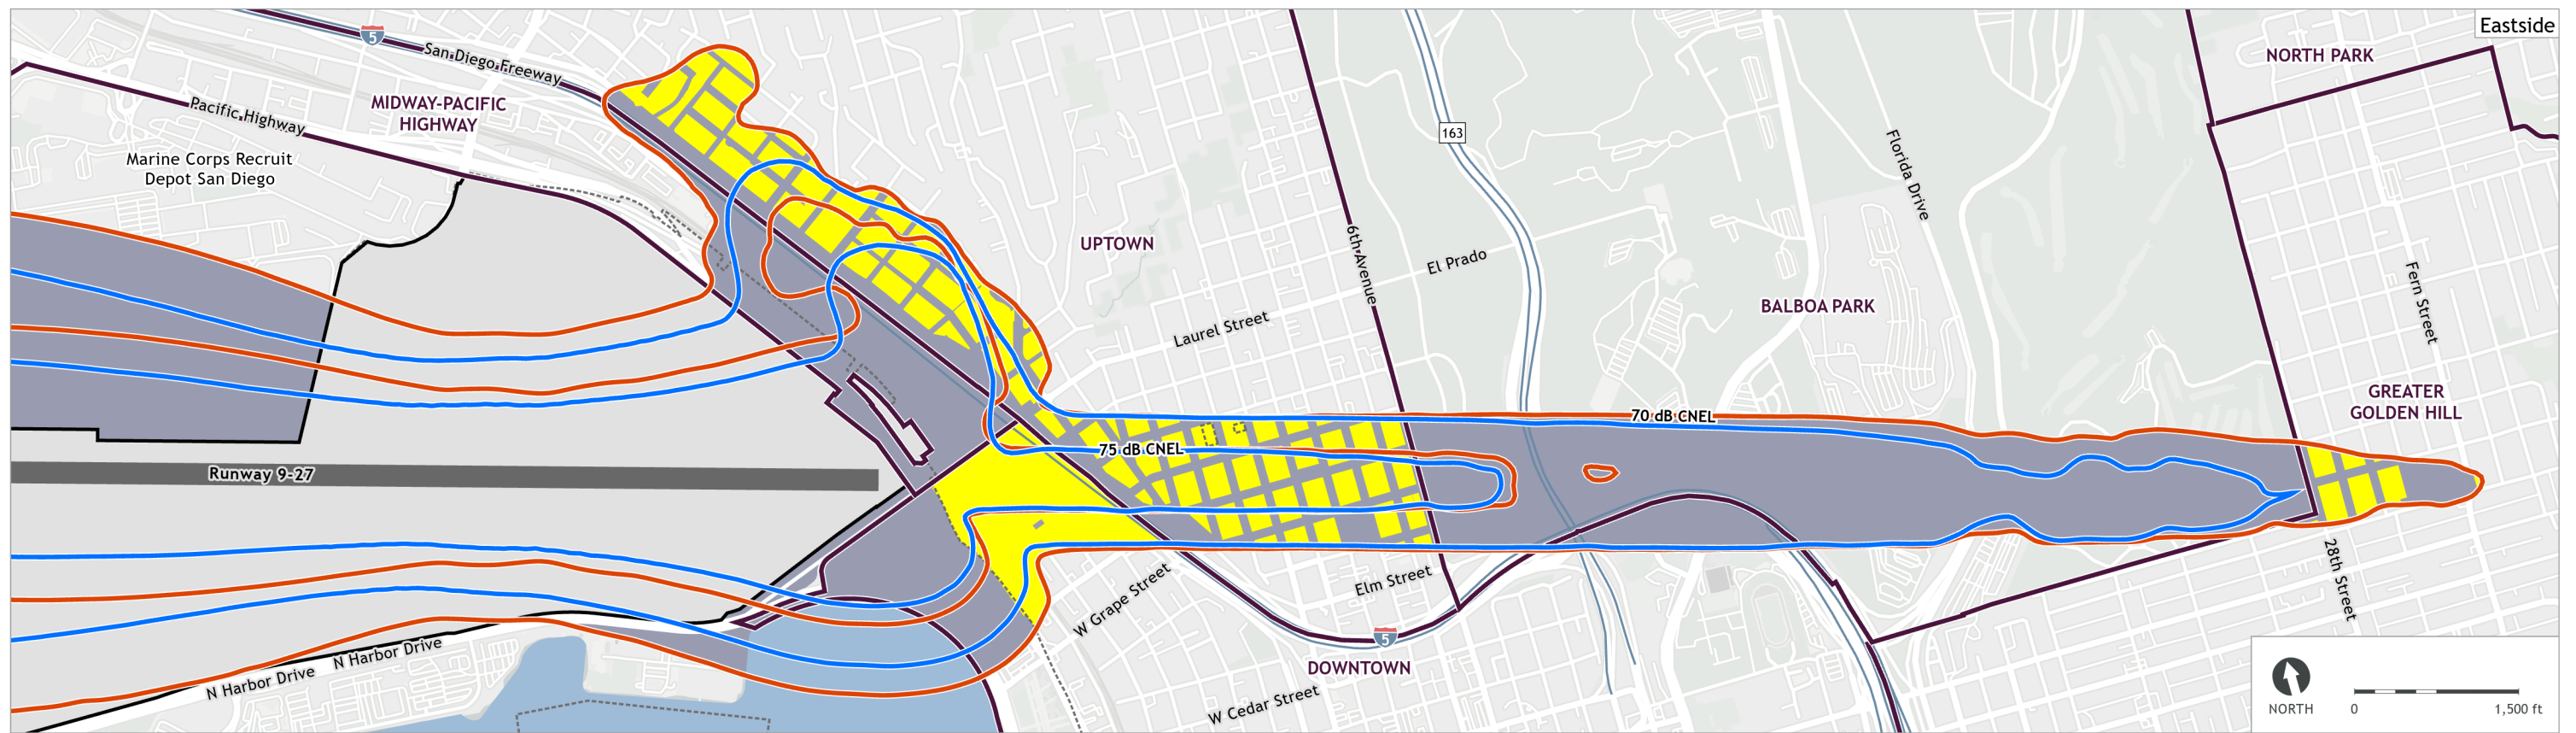 Eastside
5
San Diego Freeway
NORTH PARK
Pacific Highway
MIDWAY-PACIFIC
HIGHWAY
163
Florida Drive
Marine Corps Recruit
Depot San Diego
UPTOWN
6th Avenue
El Prado
BALBOA PARK
Fern Street
Laurel Street
GREATER
GOLDEN HILL
70 dB CNEL
75 dB CNEL
Runway 9-27
W Grape Street
Elm Street
28th Street
5
N Harbor Drive
N Harbor Drive
DOWNTOWN
W Cedar Street
NORTH
0
1,500 ft